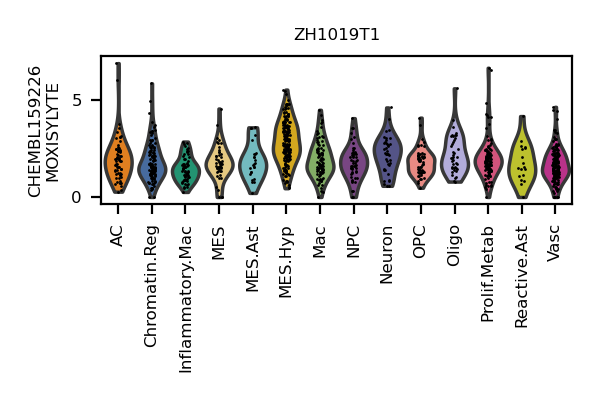 ZH1019T1
CHEMBL159226
MOXISYLYTE
5
0
AC
Chromatin.Reg
Inflammatory.Mac
MES
MES.Ast
MES.Hyp
Mac
NPC
Neuron
OPC
Oligo
Prolif.Metab
Reactive.Ast
Vasc